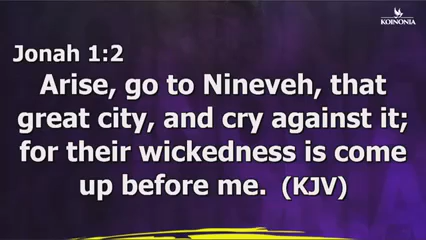 KOINONIA
Jonah 1:2
Arise, go to Nineveh, that
great city, and cry against it;
for their wickedness is come
up before me. (KJV)